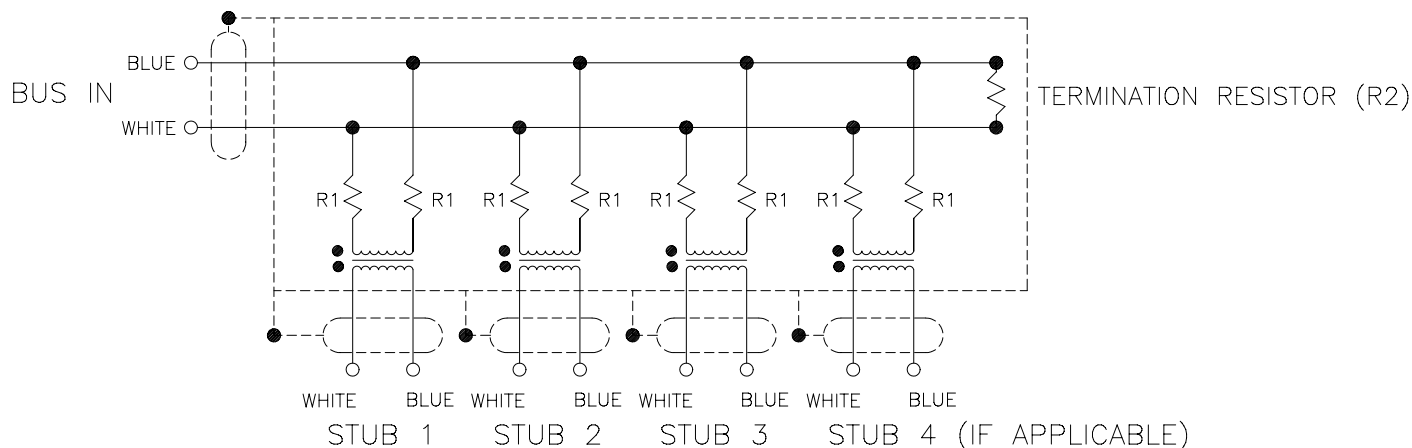 BLUE
BUS IN
WHITE
TERMINATION RESISTOR (R2)
R1 R1 R1 R1 R1 R1 R1 R1
WHITE BLUE WHITE BLUE WHITE BLUE WHITE BLUE
STUB 1 STUB 2 STUB 3 STUB 4 (IF APPLICABLE)